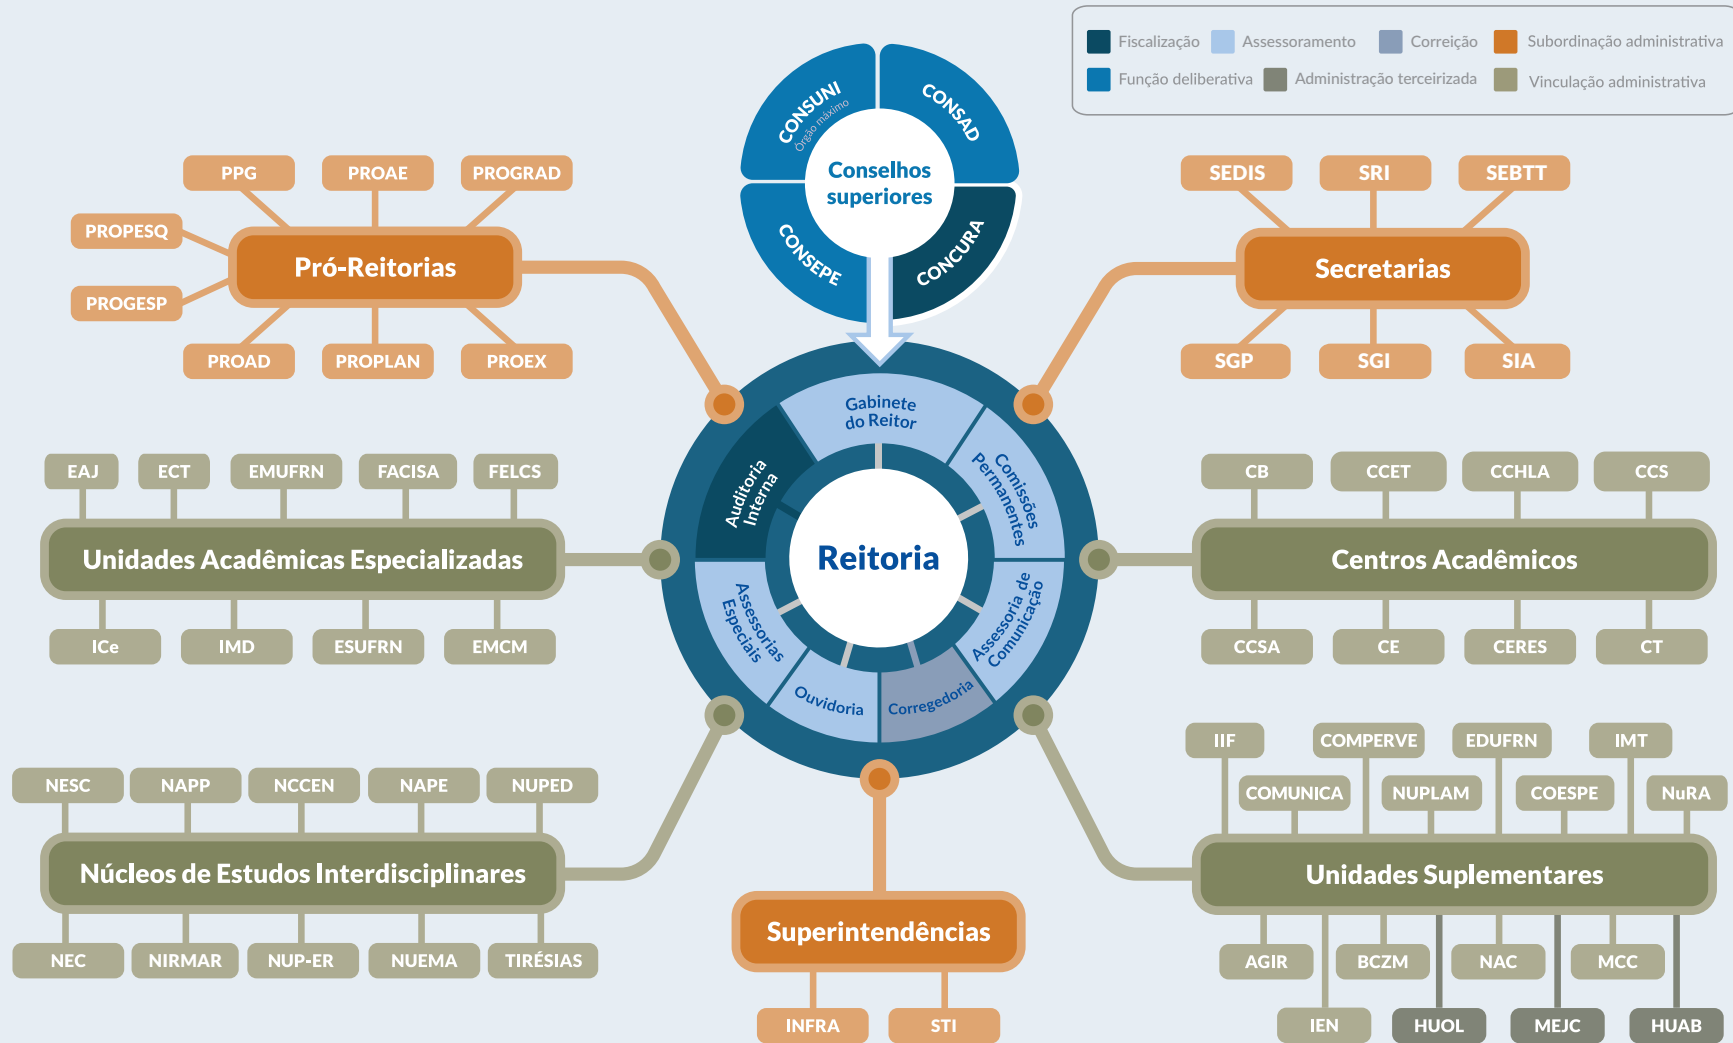 Fiscalização
Assessoramento
Correição
Subordinação administrativa
Função deliberativa
Administração terceirizada
Vinculação administrativa
CONSUNI
Órgão máximo
CONSAD
CONSEPE
CONCURA
Conselhos
superiores
PPG
PROAE
PROGRAD
PROPESQ
PROGESP
Pró-Reitorias
PROAD
PROPLAN
PROEX
SEDIS
SRI
SEBTT
Secretarias
SGP
SGI
SIA
Gabinete
do Reitor
Comissões
Permanentes
Auditoria
Interna
Reitoria
Assessorias
Especiais
Assessoria de
Comunicação
Ouvidoria
Corregedoria
EAJ
ECT
EMUFRN
FACISA
FELCS
Unidades Acadêmicas Especializadas
ICe
IMD
ESUFRN
EMCM
CB
CCET
CCHLA
CCS
Centros Acadêmicos
CCSA
CE
CERES
CT
NESC
NAPP
NCCEN
NAPE
NUPED
Núcleos de Estudos Interdisciplinares
NEC
NIRMAR
NUP-ER
NUEMA
TIRÉSIAS
Superintendências
INFRA
STI
IIF
COMPERVE
EDUFRN
IMT
COMUNICA
NUPLAM
COESPE
NuRA
Unidades Suplementares
AGIR
BCZM
NAC
MCC
IEN
HUOL
MEJC
HUAB